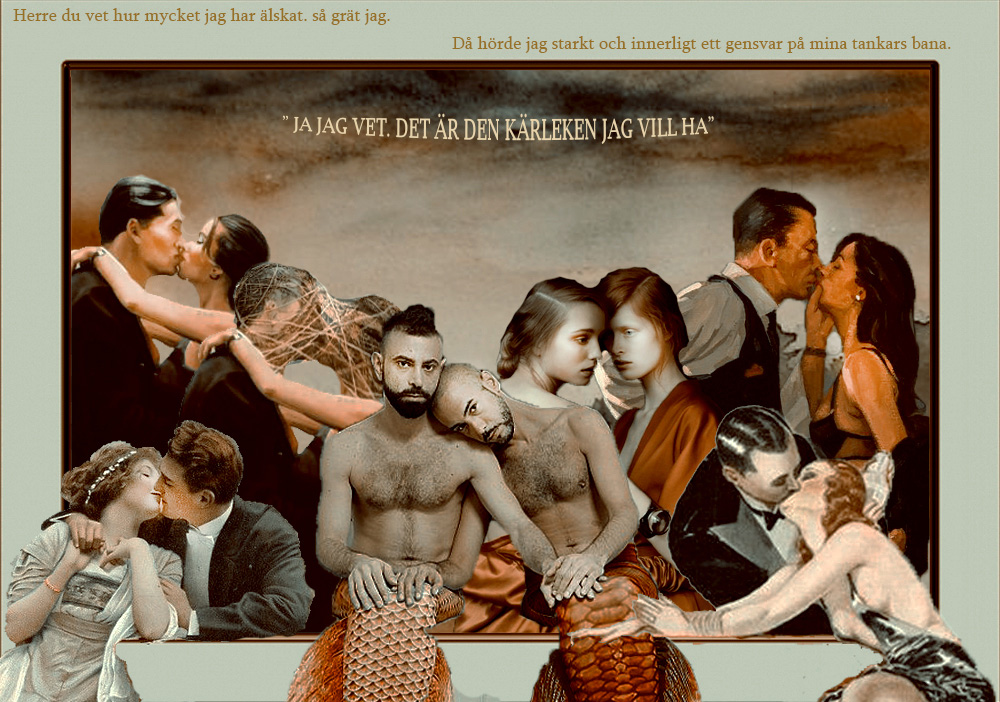 Herre du vet hur mycket jag har älskat. så grät jag.
Då hörde jag starkt och innerligt ett gensvar på mina tankars bana.
” JA JAG VET. DET ÄR DEN KÄRLEKEN JAG VILL HA”